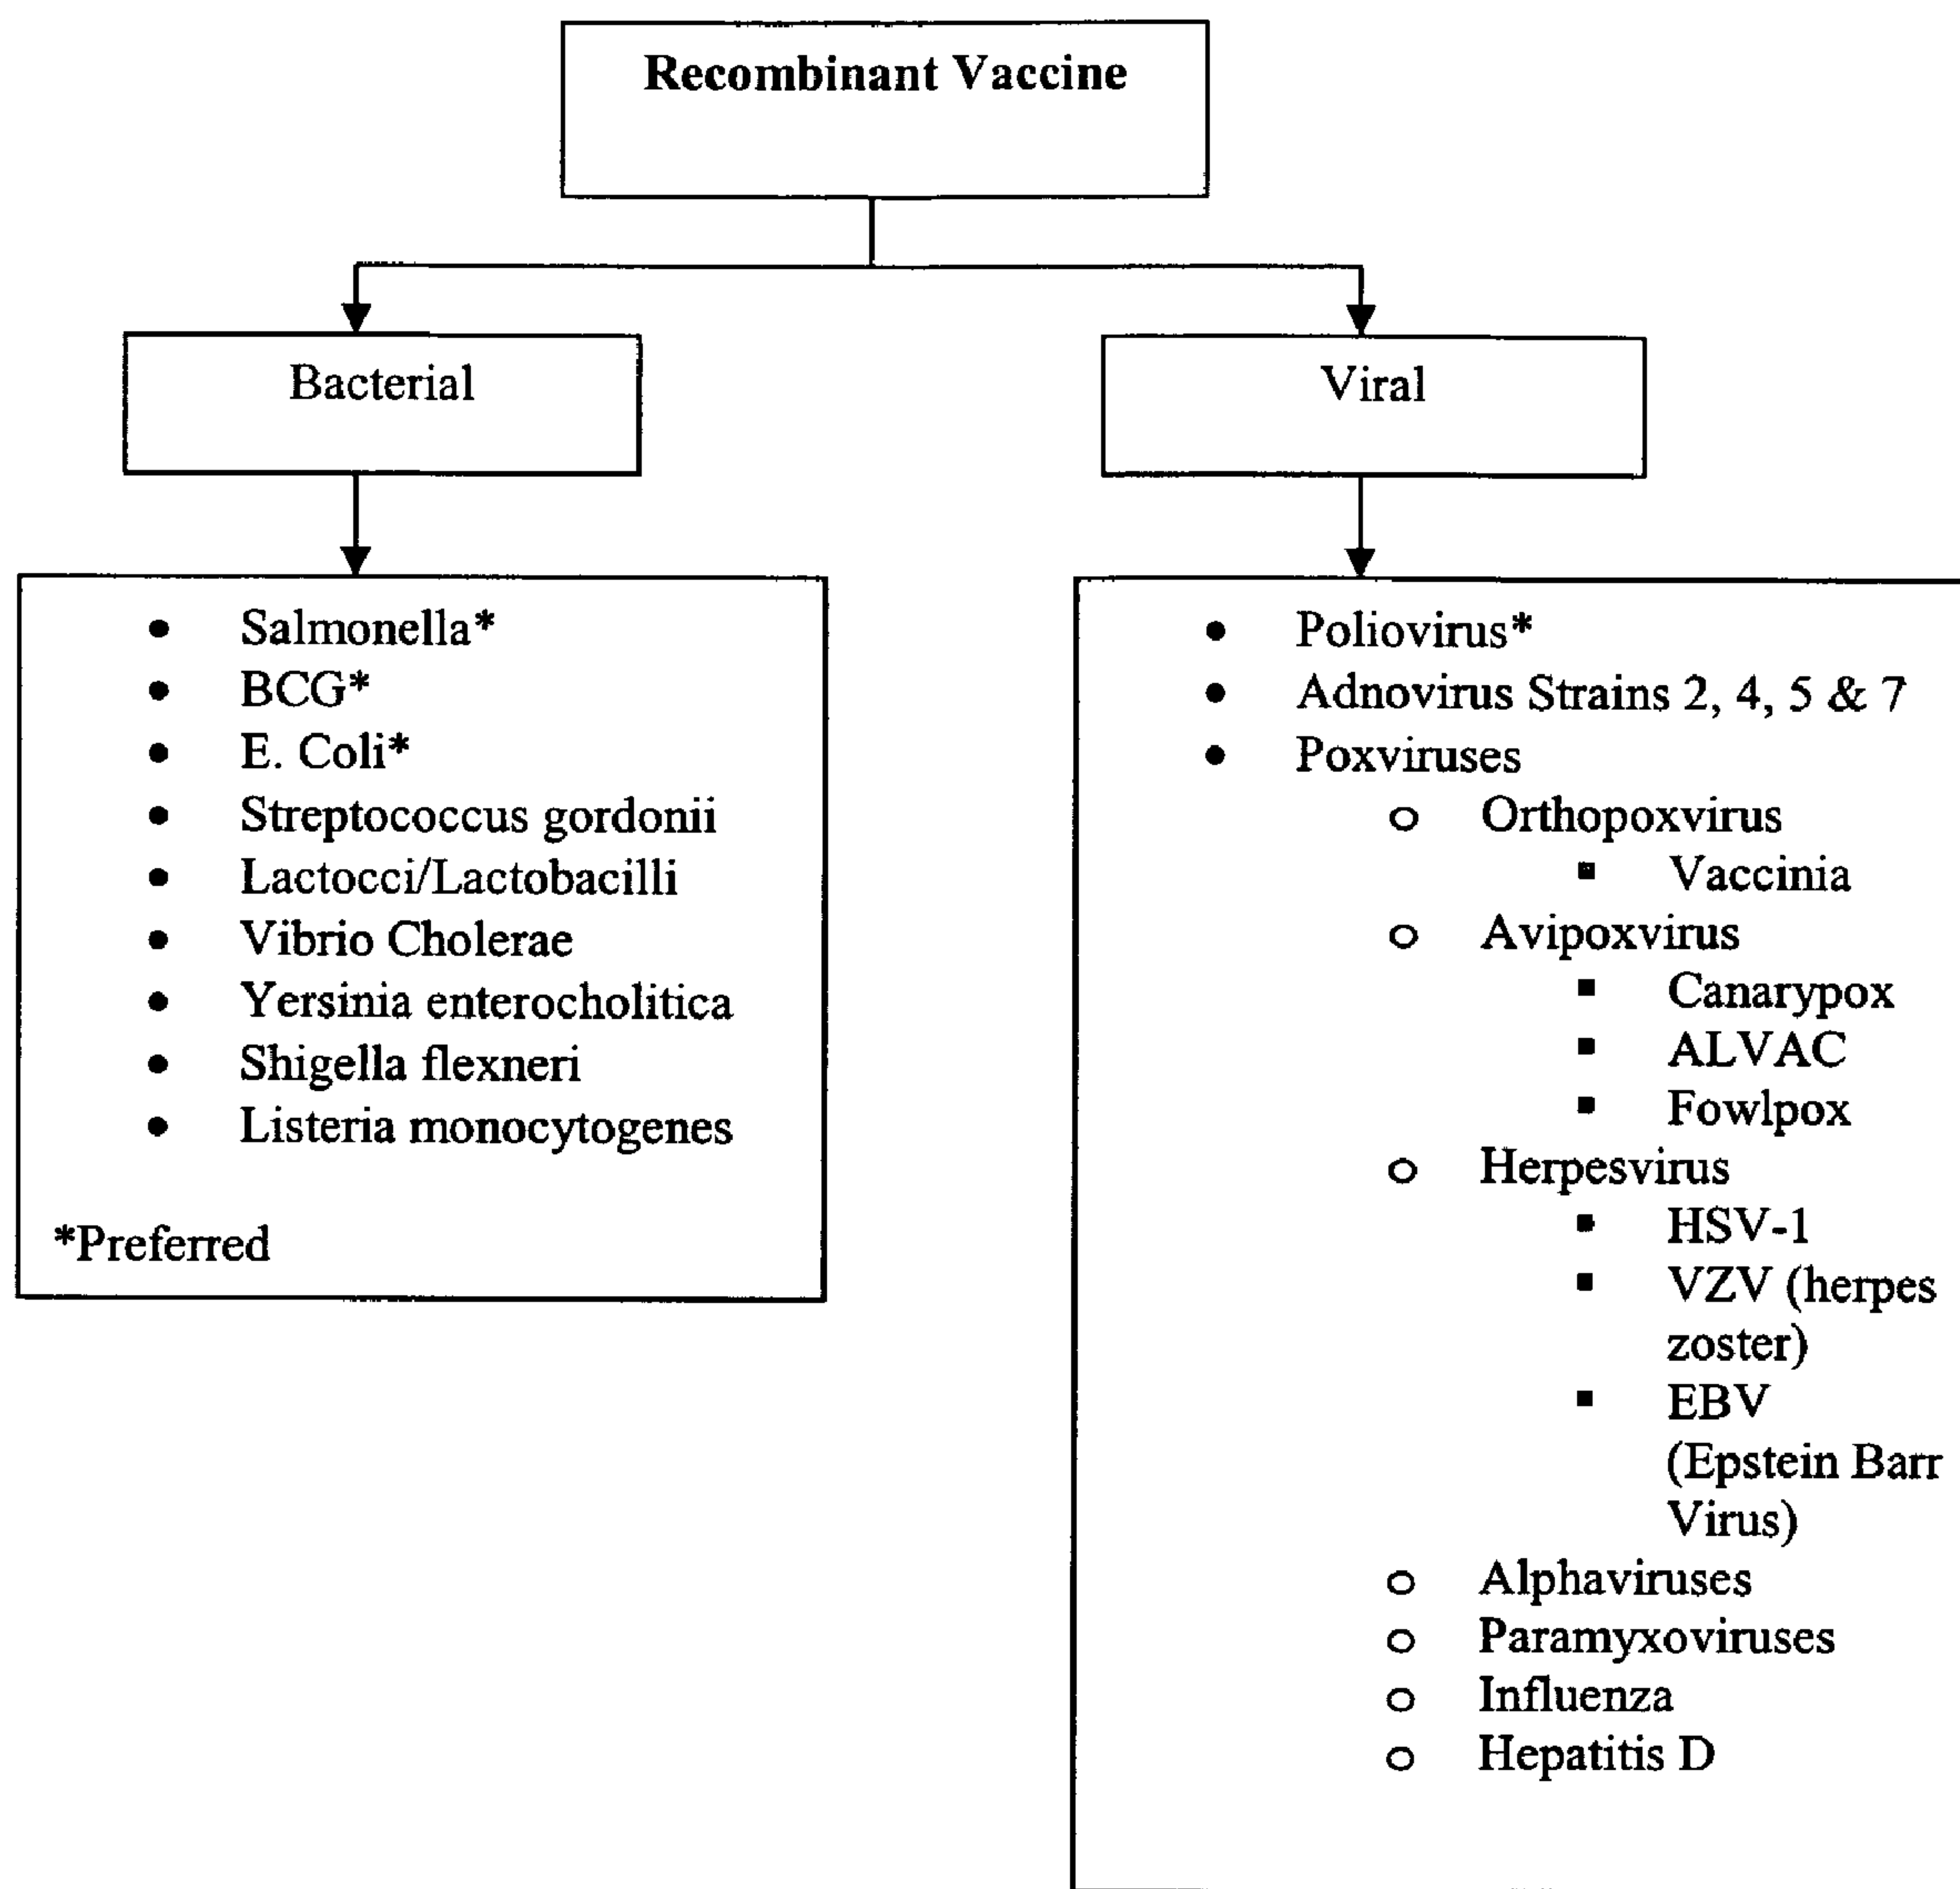 Recombinant Vaccine
Bacterial
Viral
• Salmonella*
• BCG*
• E. Coli*
• Streptococcus gordonii
• Lactocci/Lactobacilli
• Vibrio Cholerae
• Yersinia enterocholitica
• Shigella flexneri
• Listeria monocytogenes
*Preferred
• Poliovirus*
• Adnovirus Strains 2, 4, 5 & 7
• Poxviruses
o Orthopoxvirus
▪ Vaccinia
o Avipoxvirus
▪ Canarypox
▪ ALVAC
▪ Fowlpox
o Herpesvirus
▪ HSV-1
▪ VZV (herpes
zoster)
▪ EBV
(Epstein Barr
Virus)
o Alphaviruses
o Paramyxoviruses
o Influenza
o Hepatitis D